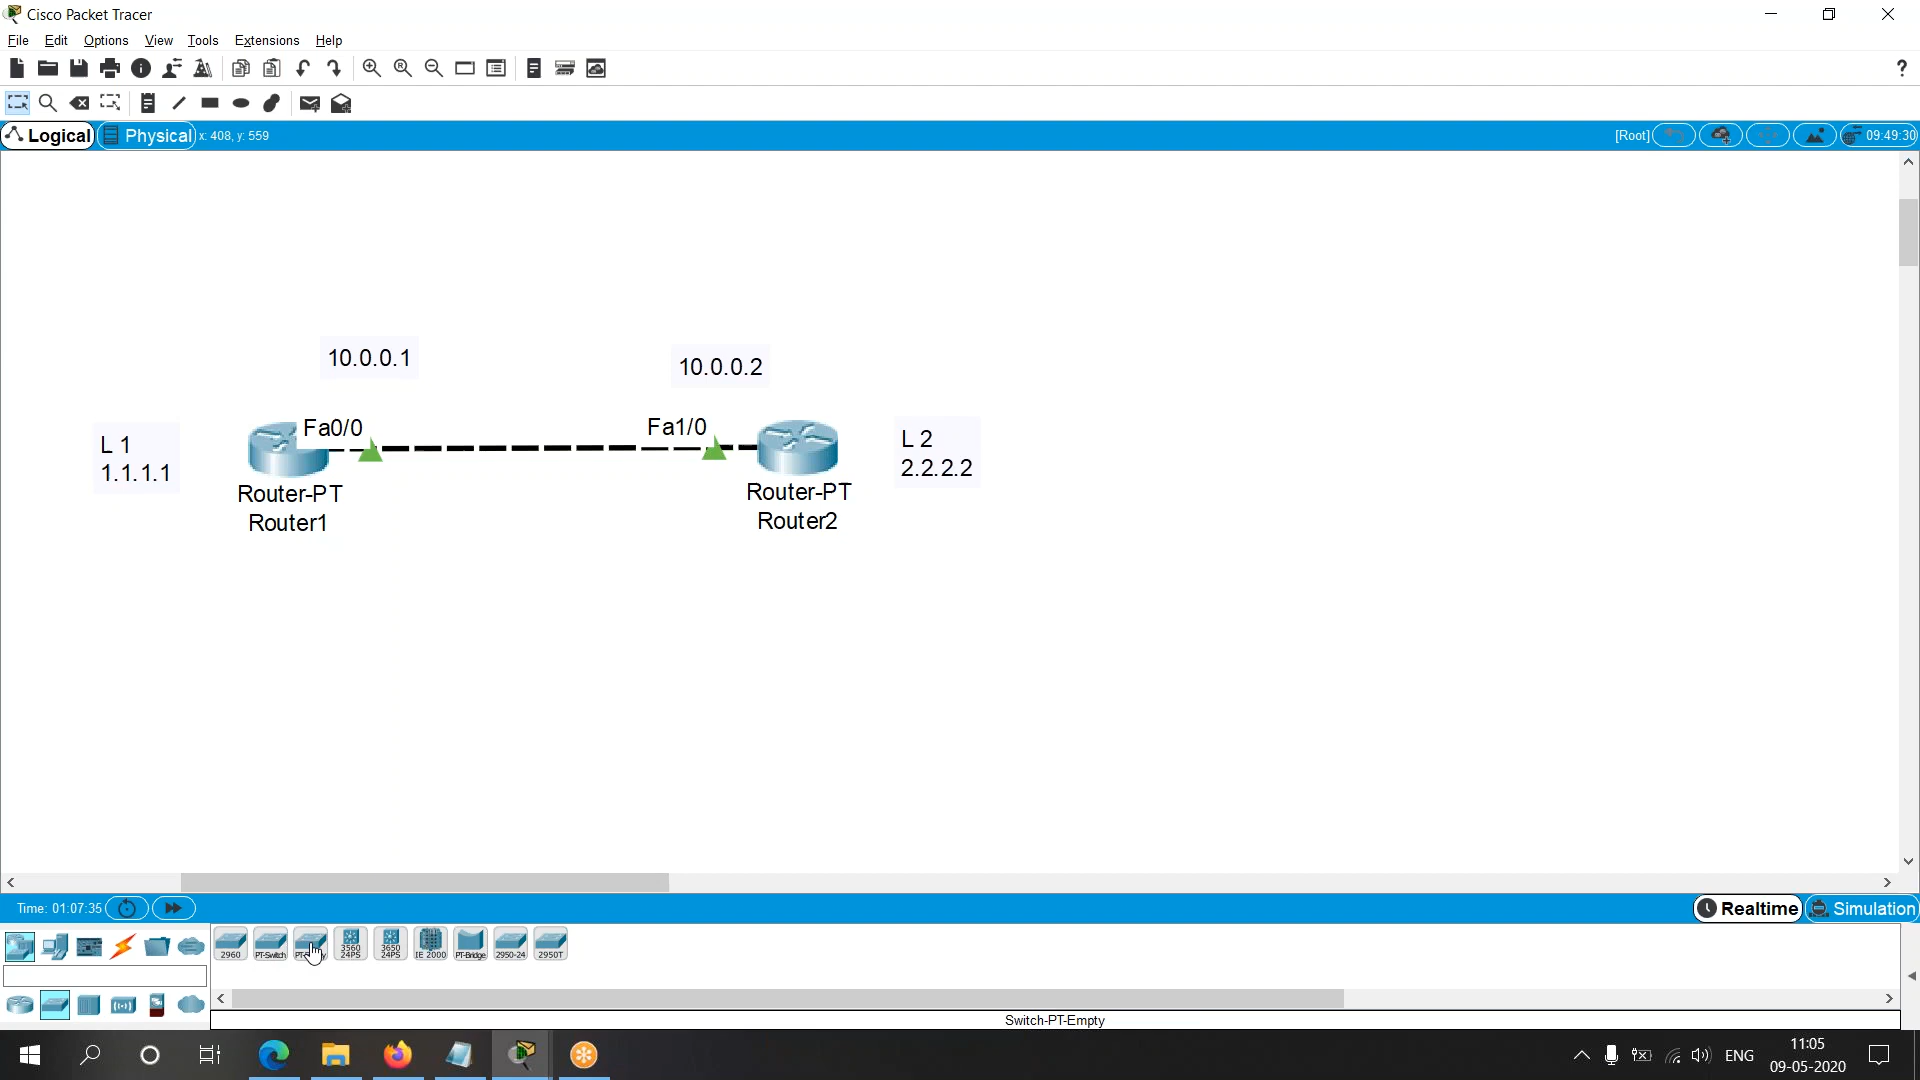 Cisco Packet Tracer
File Edit Options View Tools Extensions Help
?
Logical Physical x: 408, y: 559 [Root] 09:49:30
10.0.0.1
10.0.0.2
Fa0/0
Fa1/0
L 1
1.1.1.1
L 2
2.2.2.2
Router-PT
Router1
Router-PT
Router2
Time: 01:07:35 Realtime Simulation
2960 PT-Switch 3560 24PS 3650 24PS IE 2000 PT-Bridge 2950-24 2950T
Switch-PT-Empty
ENG
11:05
09-05-2020